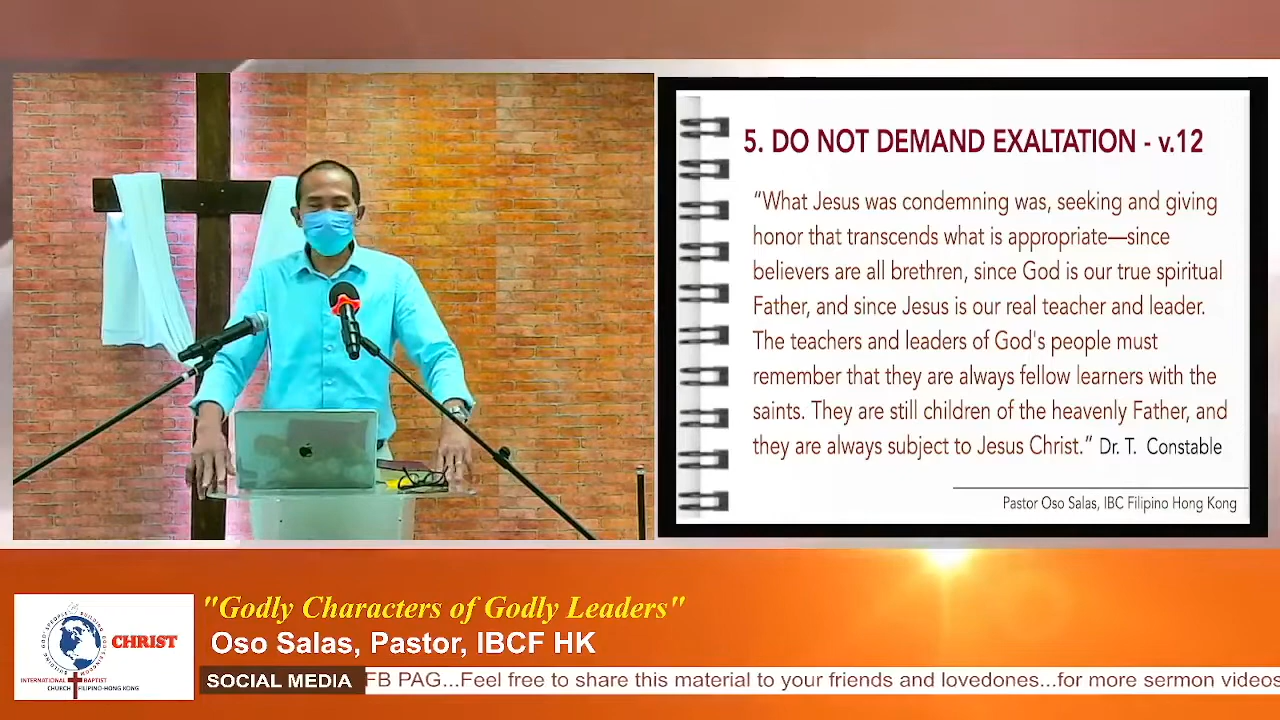 5. DO NOT DEMAND EXALTATION - v.12
“What Jesus was condemning was, seeking and giving
honor that transcends what is appropriate—since
believers are all brethren, since God is our true spiritual
Father, and since Jesus is our real teacher and leader.
The teachers and leaders of God's people must
remember that they are always fellow learners with the
saints. They are still children of the heavenly Father, and
they are always subject to Jesus Christ.” Dr. T. Constable
Pastor Oso Salas, IBC Filipino Hong Kong
"Godly Characters of Godly Leaders"
Oso Salas, Pastor, IBCF HK
SOCIAL MEDIA FB PAG...Feel free to share this material to your friends and lovedones...for more sermon videos
CHRIST
INTERNATIONAL BAPTIST
CHURCH FILIPINO-HONG KONG